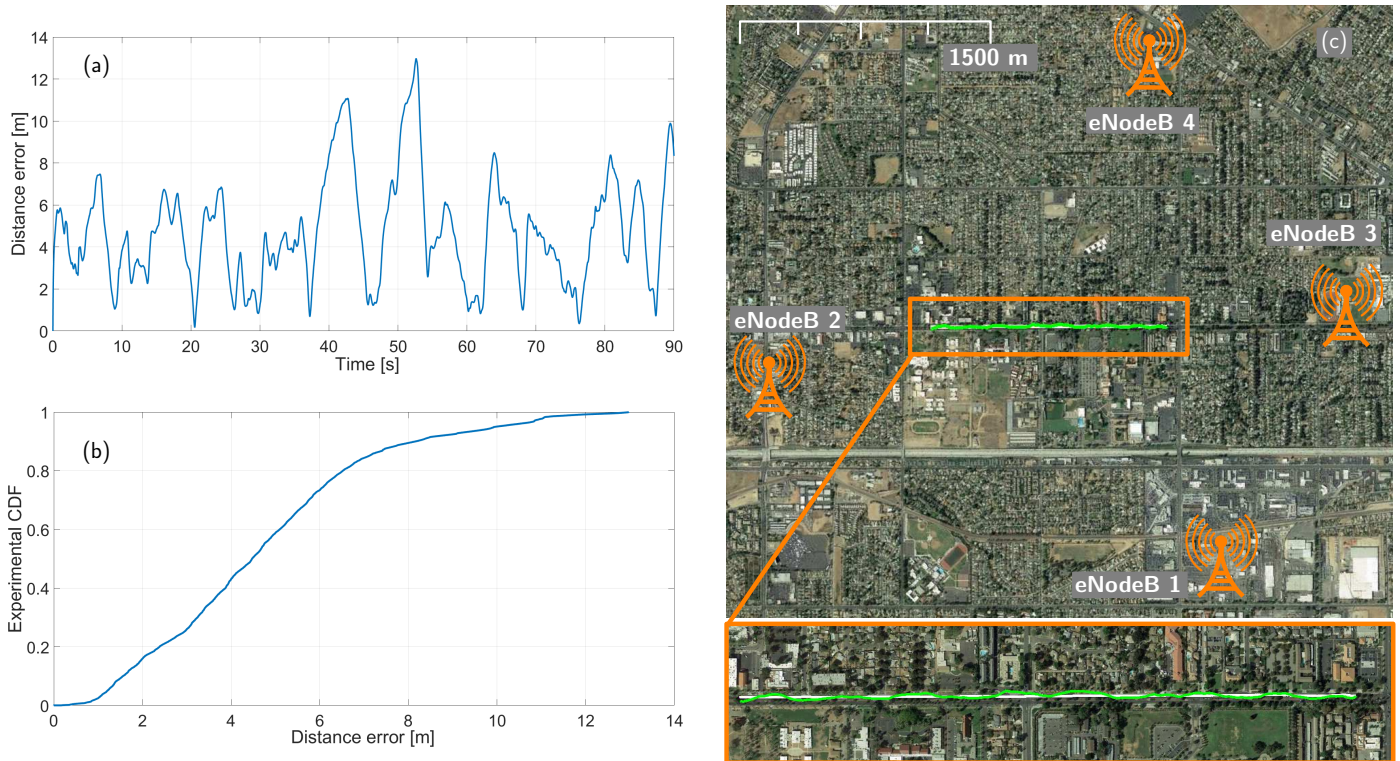 (a)
Distance error [m]
14
12
10
8
6
4
2
0
0 10 20 30 40 50 60 70 80 90
Time [s]
(b)
Experimental CDF
1
0.8
0.6
0.4
0.2
0
0 2 4 6 8 10 12 14
Distance error [m]
(c)
1500 m
eNodeB 4
eNodeB 3
eNodeB 2
eNodeB 1